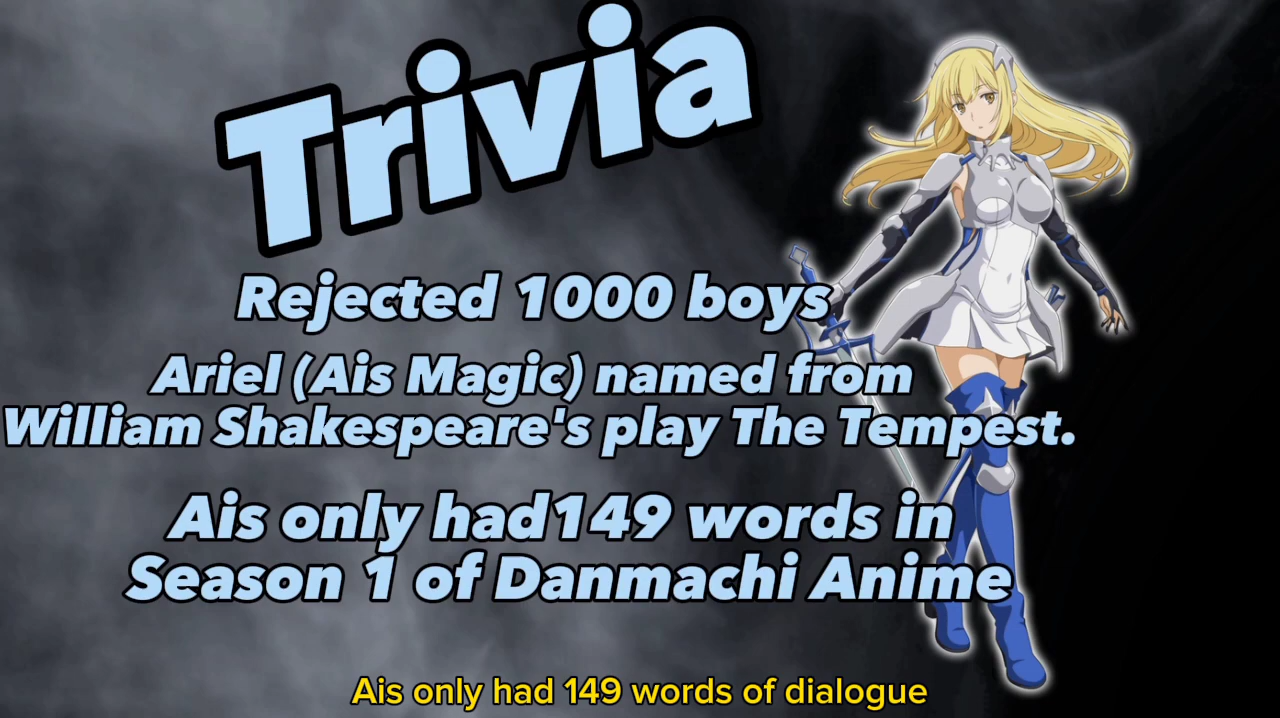 Trivia
Rejected 1000 boys
Ariel (Ais Magic) named from
William Shakespeare's play The Tempest.
Ais only had149 words in
Season 1 of Danmachi Anime
Ais only had 149 words of dialogue